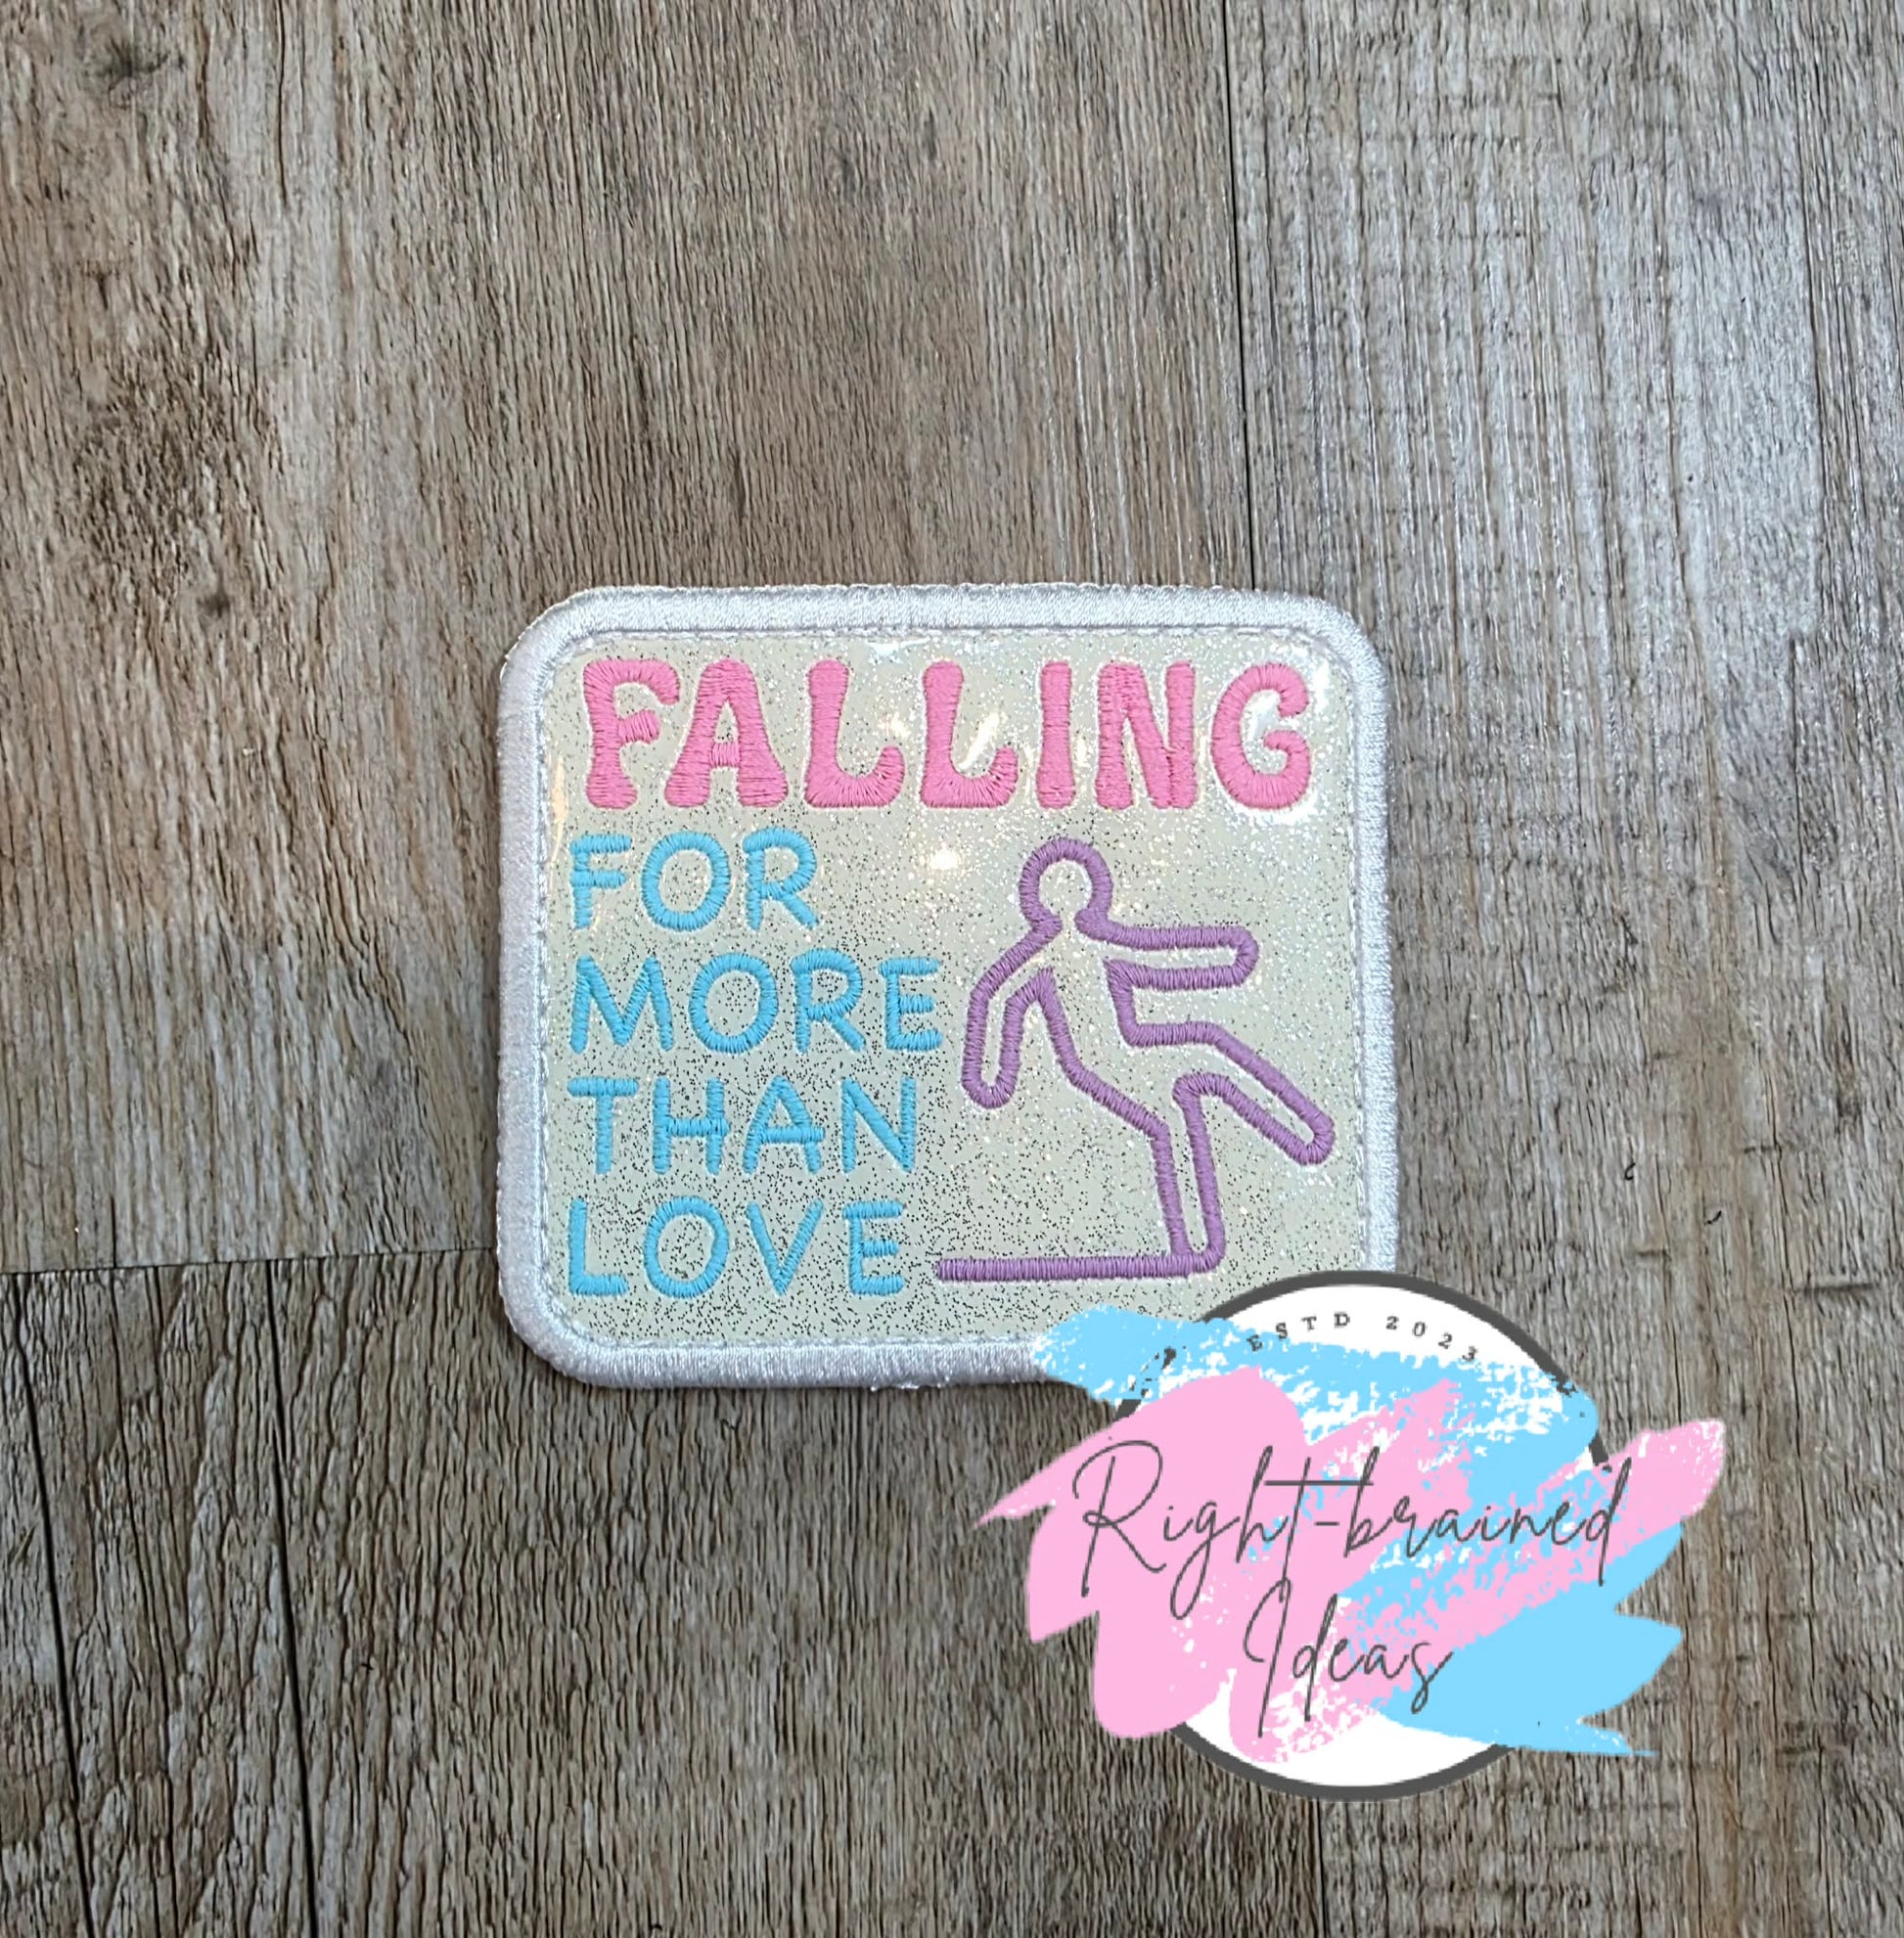 FALLING
FOR
MORE
THAN
LOVE
ESTD 2023
Right-brained
Ideas